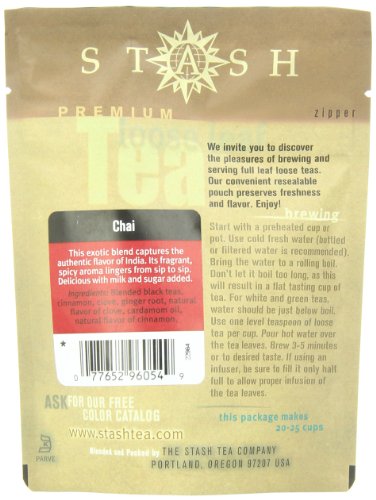 STASH
PREMIUM
zipper
Tea
We invite you to discover
the pleasures of brewing and
serving full leaf loose teas.
Our convenient resealable
pouch preserves freshness
and flavor. Enjoy!
brewing
Start with a preheated cup or
pot. Use cold fresh water (bottled
or filtered water is recommended).
Bring the water to a roiling boil.
Don't let it boil too long, as this
will result in a flat tasting cup of
tea. For white and green teas,
water should be just below boil.
Use one level teaspoon of loose
tea per cup. Pour hot water over
the tea leaves. Brew 3-5 minutes
or to desired taste. If using an
infuser, be sure to fill it only half
full to allow proper infusion of
the tea leaves.
this package makes
20-25 cups
Chai
This exotic blend captures the
authentic flavor of India. Its fragrant,
spicy aroma lingers from sip to sip.
Delicious with milk and sugar added.
Ingredients: Blended black teas,
cinnamon, clove, ginger root, natural
flavor of clove, cardamom oil,
natural flavor of cinnamon.
*
0 77652 96054 9
ASK FOR OUR FREE
COLOR CATALOG
www.stashtea.com
K
PARVE
Blended and Packed by THE STASH TEA COMPANY
PORTLAND, OREGON 97207 USA